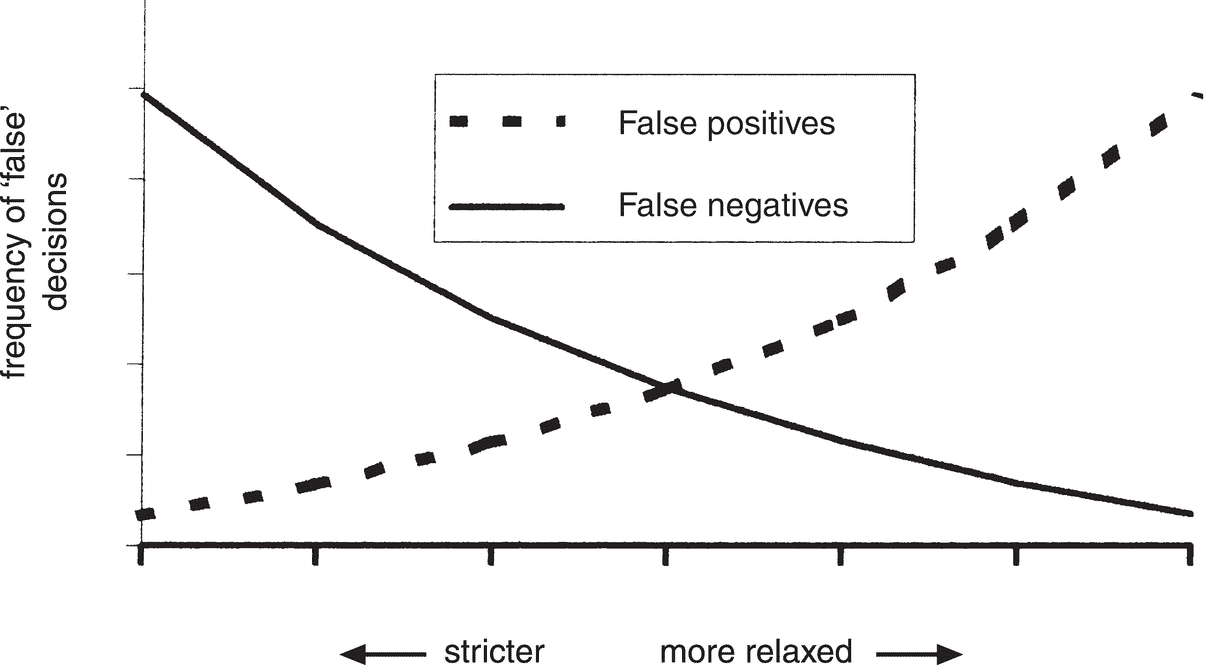 frequency of ‘false’
decisions
False positives
False negatives
stricter
more relaxed